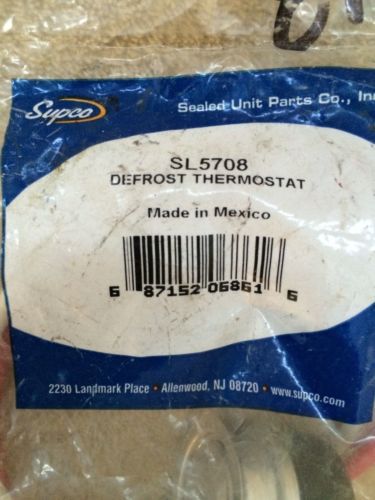 Supco
Sealed Unit Parts Co., Inc
SL5708
DEFROST THERMOSTAT
Made in Mexico
6 87152 06861 6
2230 Landmark Place • Allenwood, NJ 08720 • www.supco.com